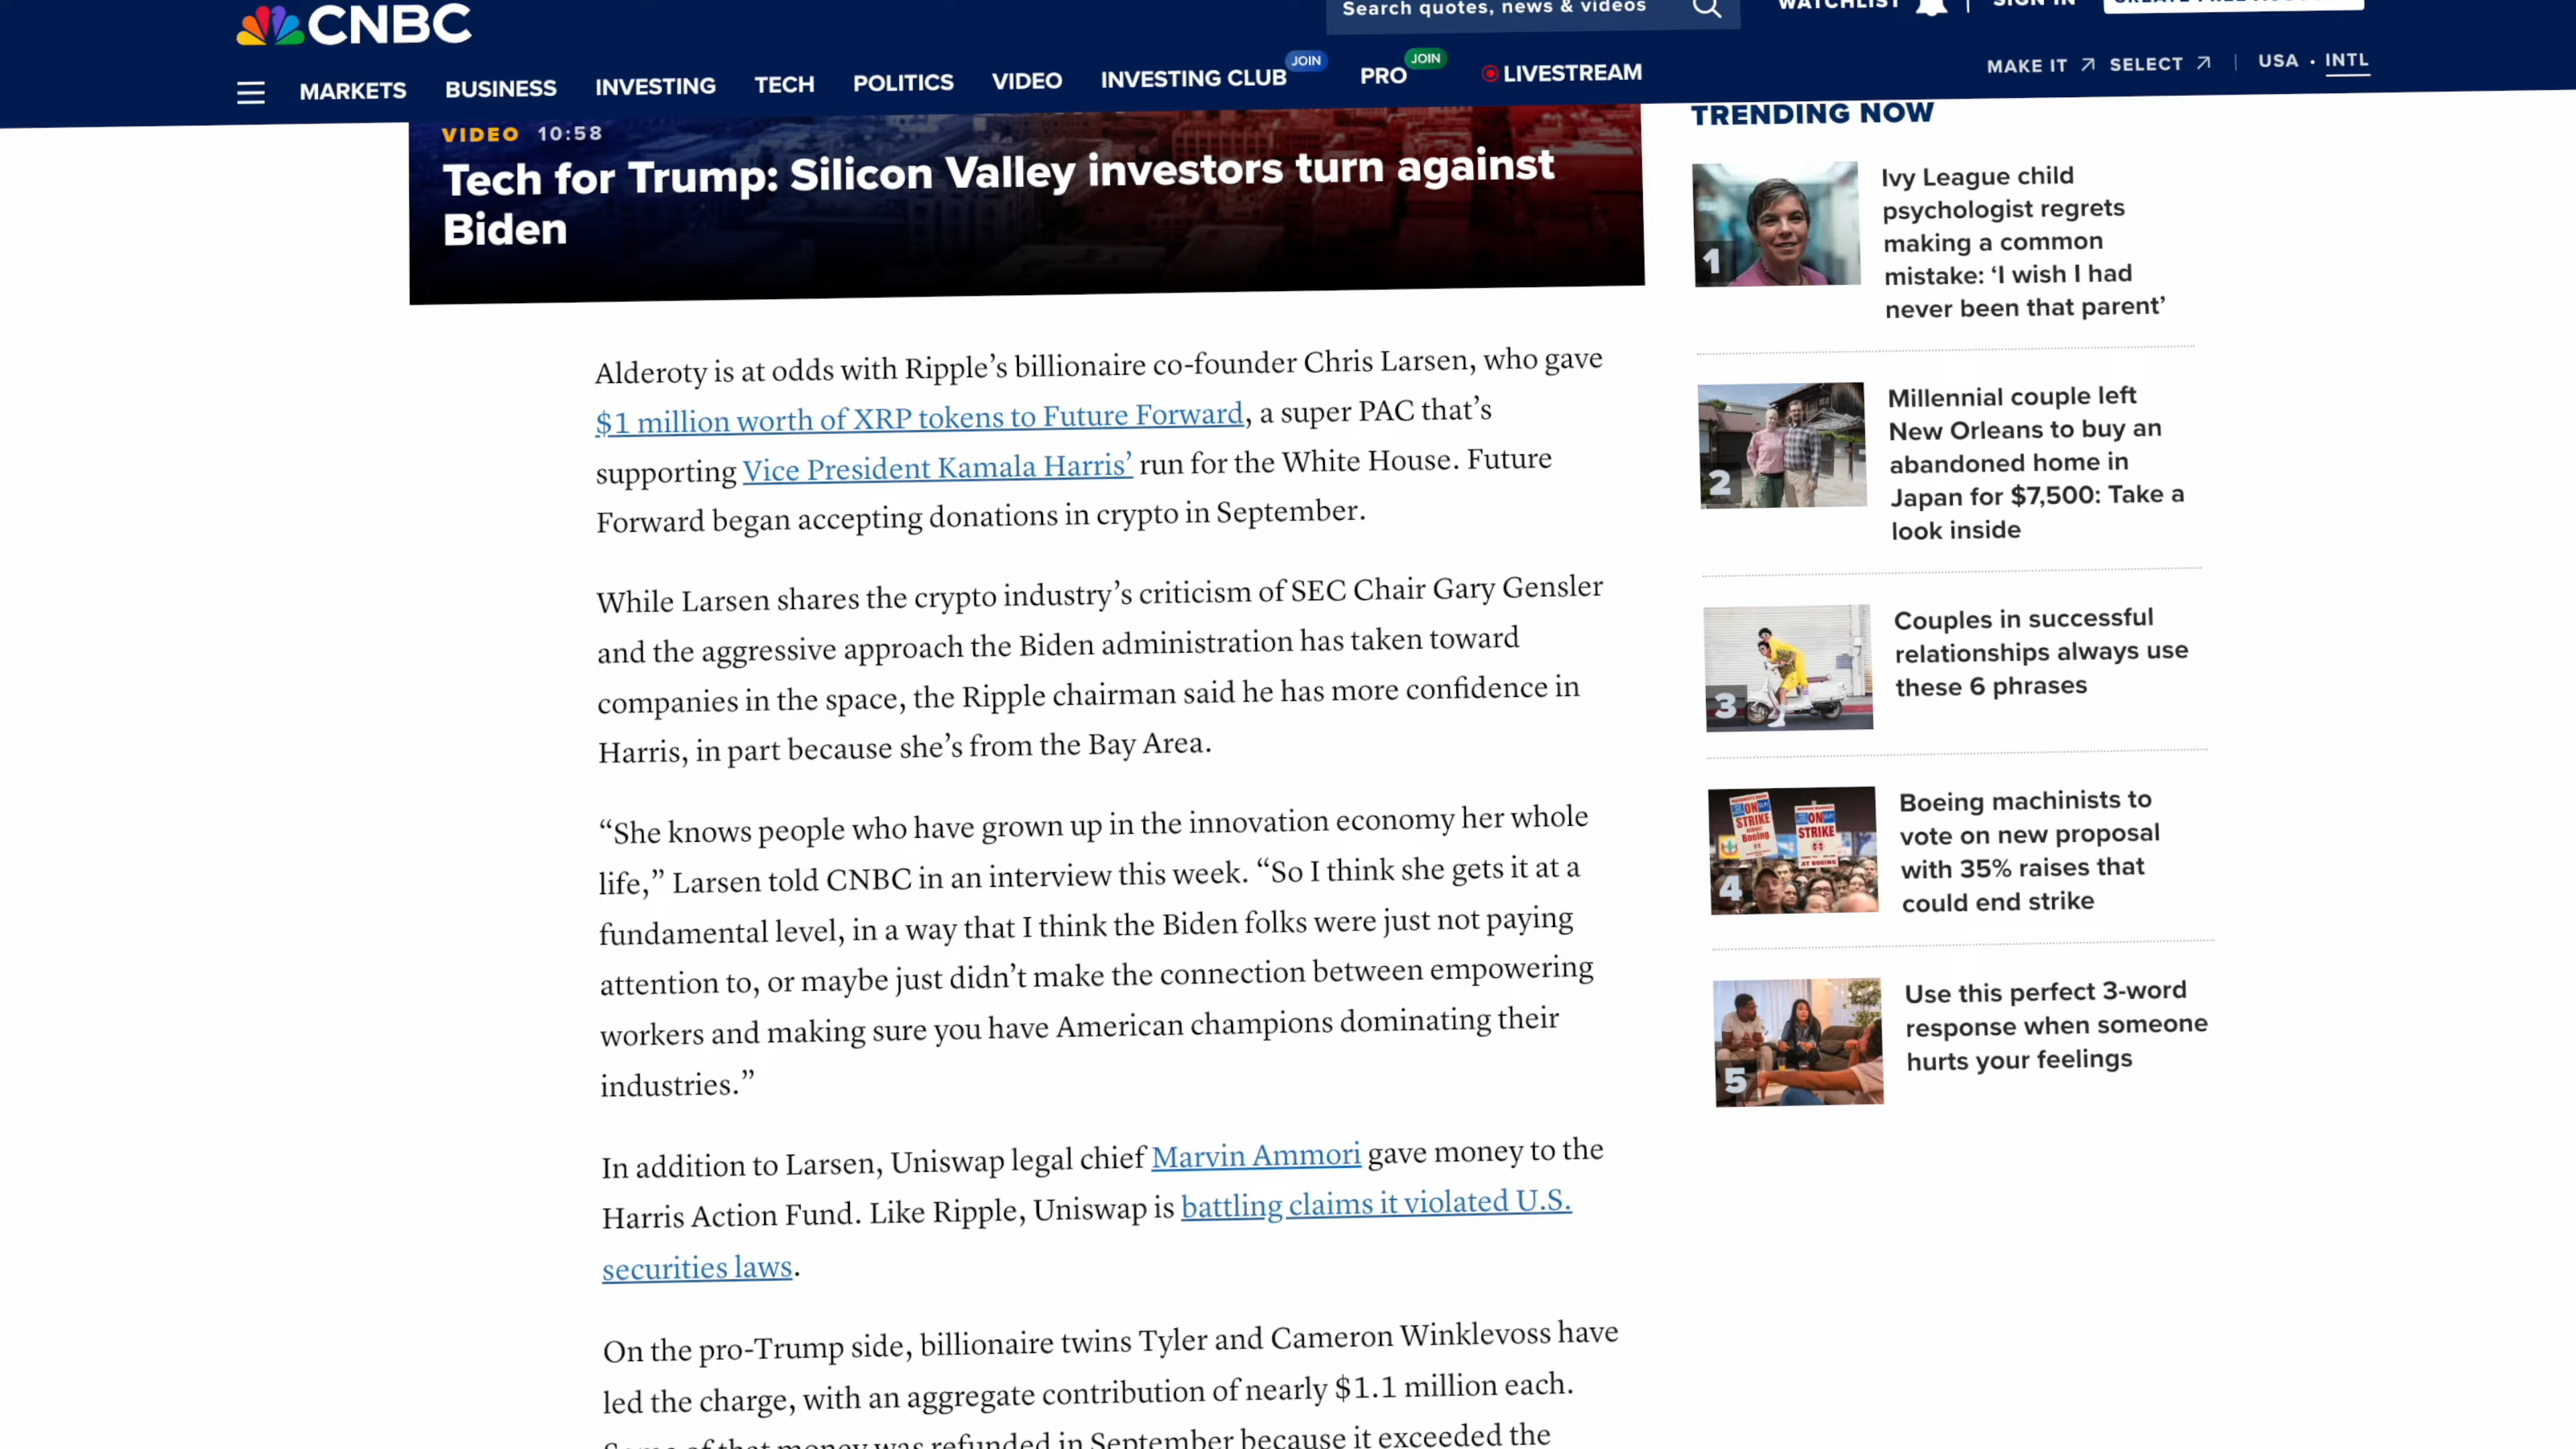 CNBC
Search quotes, news & videos
WATCHLIST
SIGN IN
MARKETS
BUSINESS
INVESTING
TECH
POLITICS
VIDEO
INVESTING CLUB
JOIN
PRO
JOIN
LIVESTREAM
MAKE IT
SELECT
USA • INTL
VIDEO 10:58
Tech for Trump: Silicon Valley investors turn against
Biden
Alderoty is at odds with Ripple’s billionaire co-founder Chris Larsen, who gave
$1 million worth of XRP tokens to Future Forward, a super PAC that’s
supporting Vice President Kamala Harris’ run for the White House. Future
Forward began accepting donations in crypto in September.
While Larsen shares the crypto industry’s criticism of SEC Chair Gary Gensler
and the aggressive approach the Biden administration has taken toward
companies in the space, the Ripple chairman said he has more confidence in
Harris, in part because she’s from the Bay Area.
“She knows people who have grown up in the innovation economy her whole
life,” Larsen told CNBC in an interview this week. “So I think she gets it at a
fundamental level, in a way that I think the Biden folks were just not paying
attention to, or maybe just didn’t make the connection between empowering
workers and making sure you have American champions dominating their
industries.”
In addition to Larsen, Uniswap legal chief Marvin Ammori gave money to the
Harris Action Fund. Like Ripple, Uniswap is battling claims it violated U.S.
securities laws.
On the pro-Trump side, billionaire twins Tyler and Cameron Winklevoss have
led the charge, with an aggregate contribution of nearly $1.1 million each.
Some of that money was refunded in September because it exceeded the
TRENDING NOW
1
Ivy League child
psychologist regrets
making a common
mistake: ‘I wish I had
never been that parent’
2
Millennial couple left
New Orleans to buy an
abandoned home in
Japan for $7,500: Take a
look inside
3
Couples in successful
relationships always use
these 6 phrases
ON
STRIKE
Boeing
ON
STRIKE
AT BOEING
4
Boeing machinists to
vote on new proposal
with 35% raises that
could end strike
5
Use this perfect 3-word
response when someone
hurts your feelings